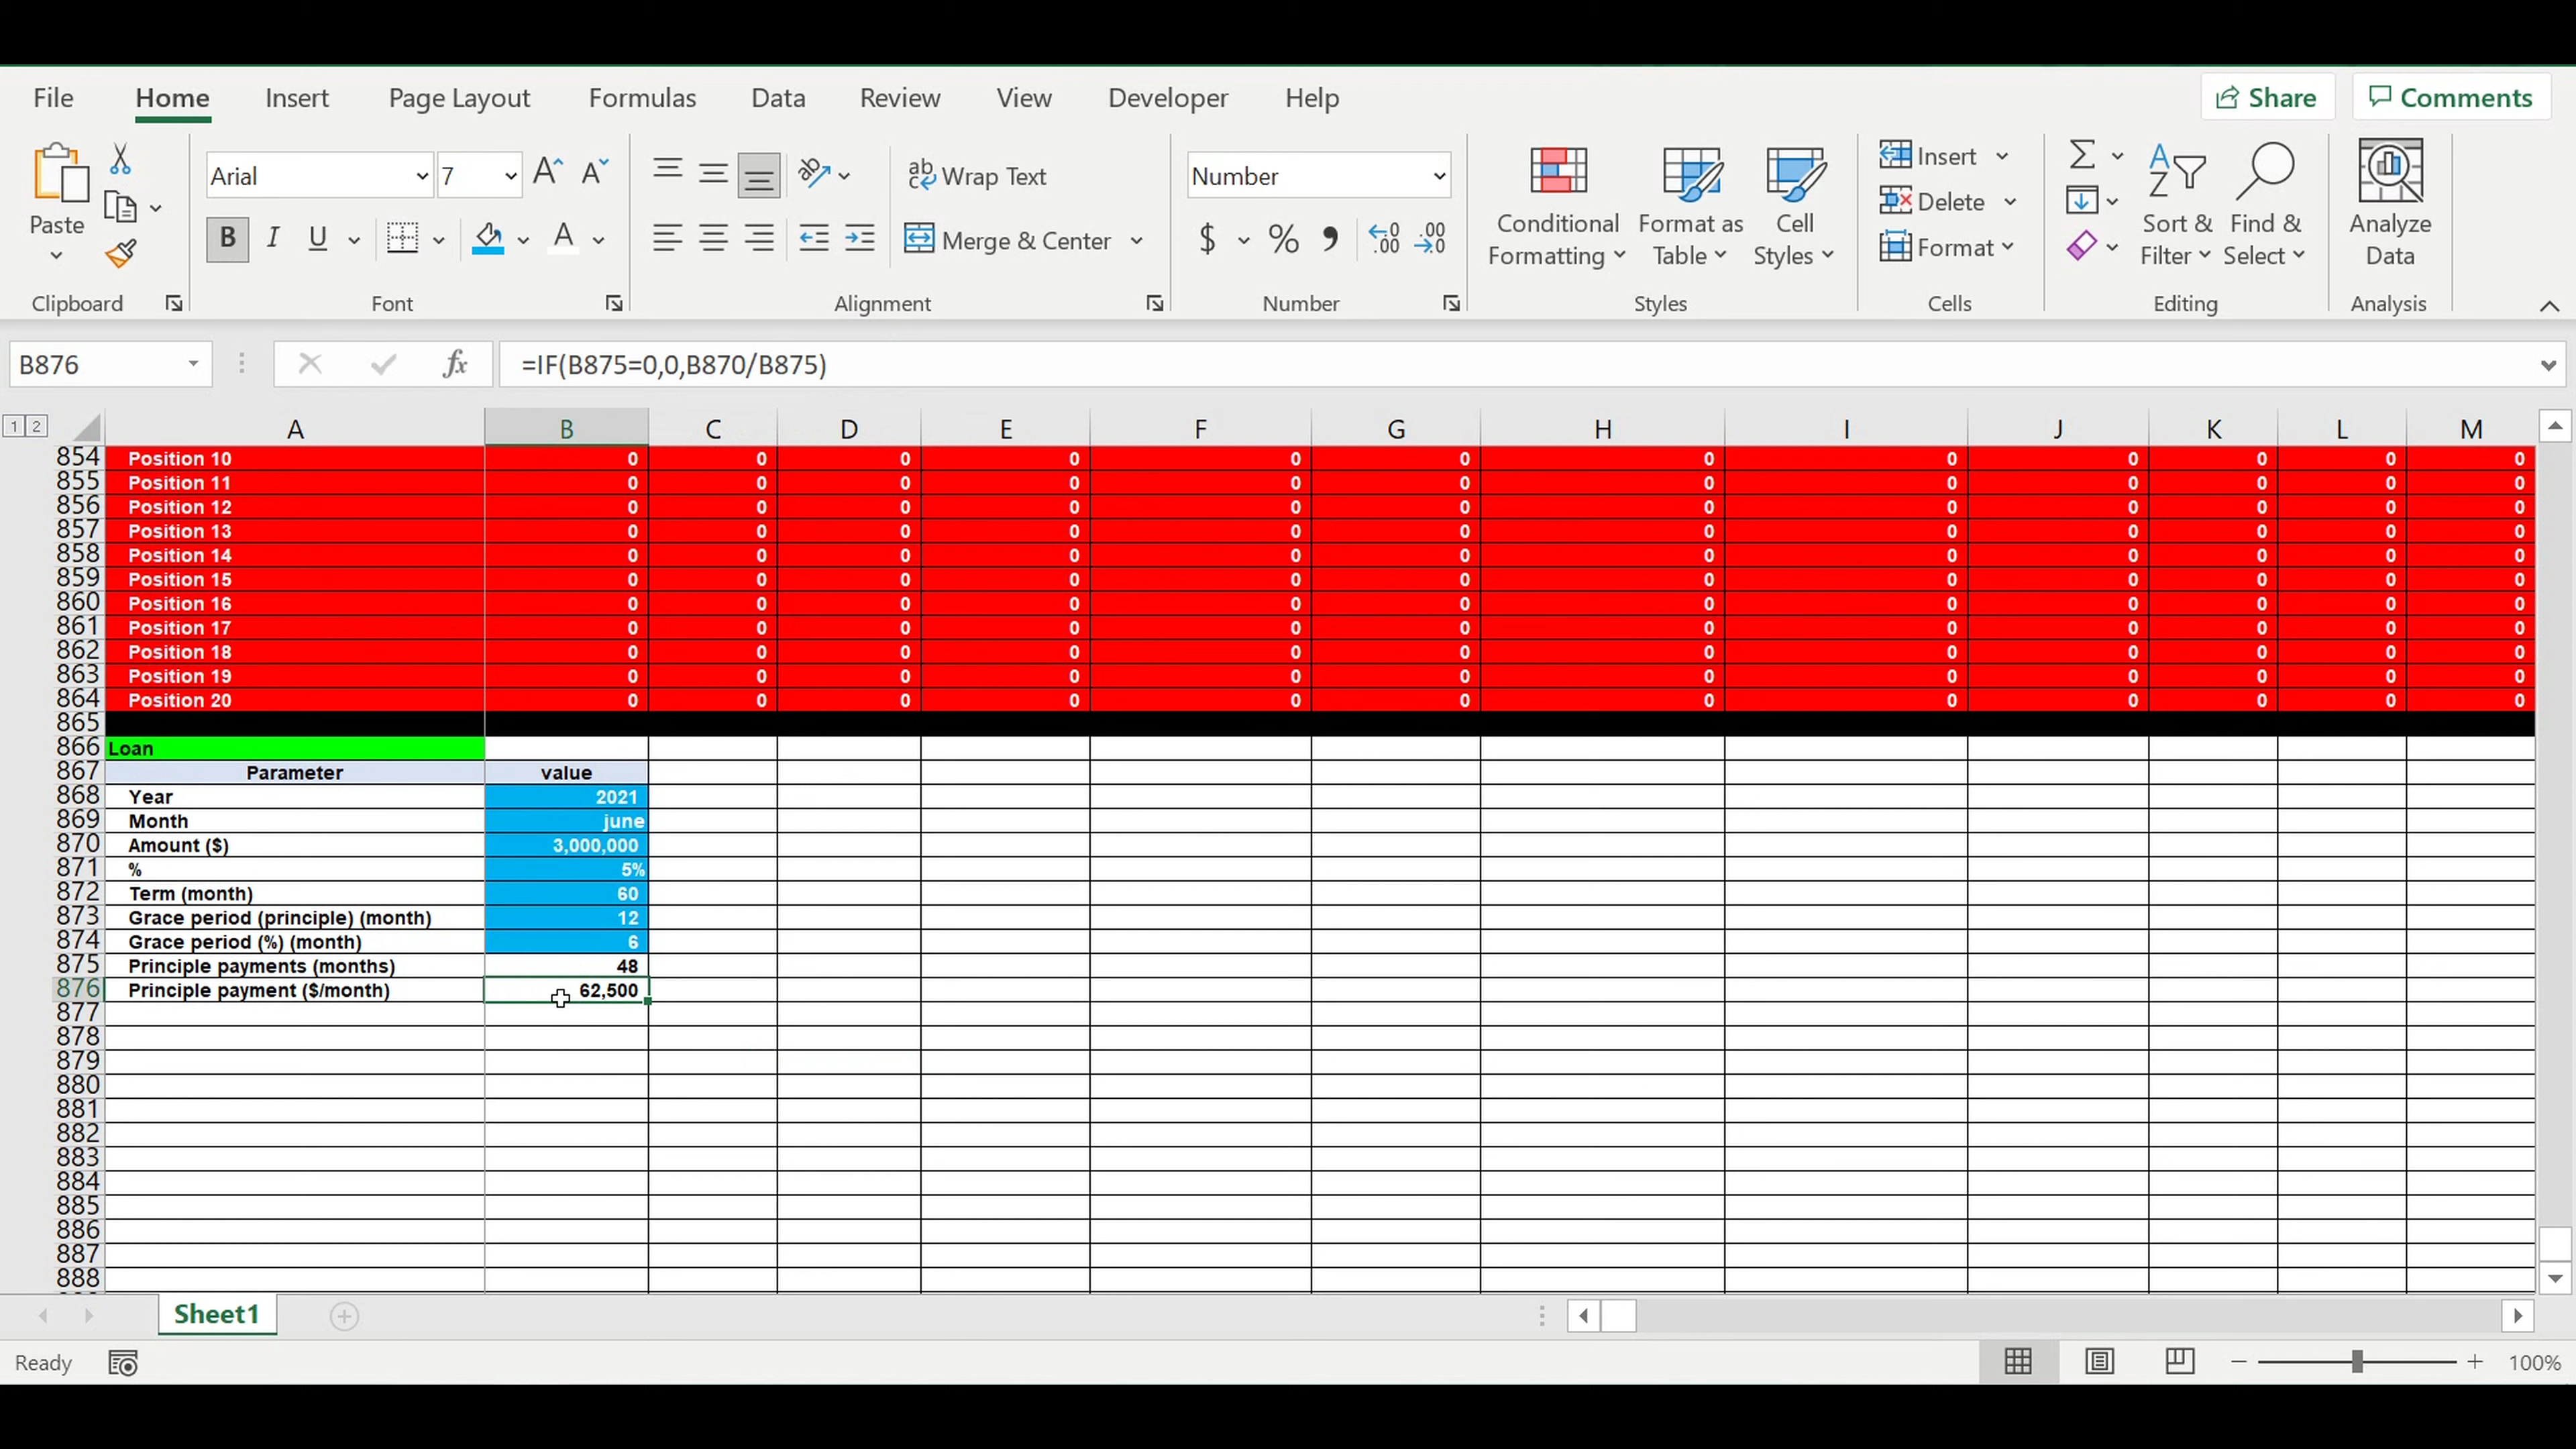 File Home Insert Page Layout Formulas Data Review View Developer Help Share Comments
Paste Arial 7 A A ab Wrap Text Number Conditional Formatting Format as Table Cell Styles Insert Delete Format Sort & Filter Find & Select Analyze Data
B I U A Merge & Center $ % , .00 .0
Clipboard Font Alignment Number Styles Cells Editing Analysis
B876 fx =IF(B875=0,0,B870/B875)
1 2 A B C D E F G H I J K L M
854 Position 10 0 0 0 0 0 0 0 0 0 0 0 0
855 Position 11 0 0 0 0 0 0 0 0 0 0 0 0
856 Position 12 0 0 0 0 0 0 0 0 0 0 0 0
857 Position 13 0 0 0 0 0 0 0 0 0 0 0 0
858 Position 14 0 0 0 0 0 0 0 0 0 0 0 0
859 Position 15 0 0 0 0 0 0 0 0 0 0 0 0
860 Position 16 0 0 0 0 0 0 0 0 0 0 0 0
861 Position 17 0 0 0 0 0 0 0 0 0 0 0 0
862 Position 18 0 0 0 0 0 0 0 0 0 0 0 0
863 Position 19 0 0 0 0 0 0 0 0 0 0 0 0
864 Position 20 0 0 0 0 0 0 0 0 0 0 0 0
865
866 Loan
867 Parameter value
868 Year 2021
869 Month june
870 Amount ($) 3,000,000
871 % 5%
872 Term (month) 60
873 Grace period (principle) (month) 12
874 Grace period (%) (month) 6
875 Principle payments (months) 48
876 Principle payment ($/month) 62,500
877
878
879
880
881
882
883
884
885
886
887
888
Sheet1
Ready 100%